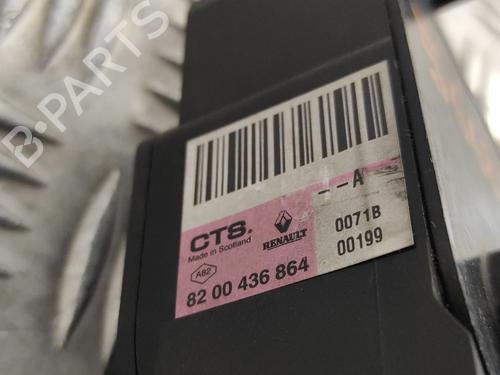 --A
CTS.
Made in Scotland
RENAULT
0071B
00199
A82
82 00 436 864
B-PARTS